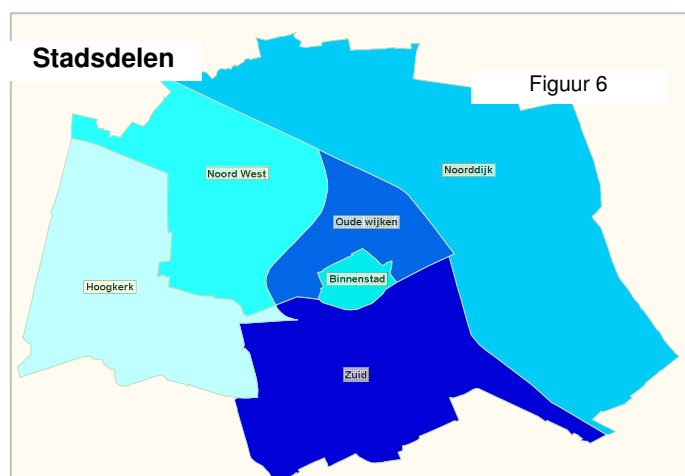 Stadsdelen
Figuur 6
Noord West
Noorddijk
Oude wijken
Binnenstad
Hoogkerk
Zuid